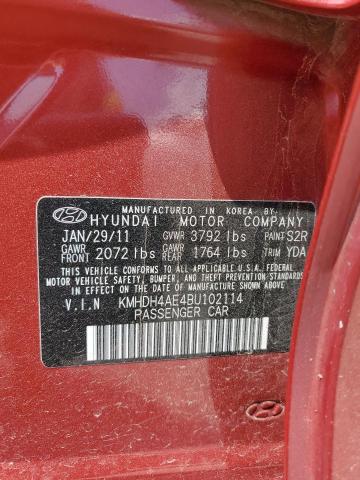 MANUFACTURED IN KOREA BY:
HYUNDAI MOTOR COMPANY
JAN/29/11 GVWR 3792 lbs PAINT S2R
GAWR FRONT 2072 lbs GAWR REAR 1764 lbs TRIM YDA
THIS VEHICLE CONFORMS TO ALL APPLICABLE U.S. FEDERAL
MOTOR VEHICLE SAFETY, BUMPER, AND THEFT PREVENTION
STANDARDS IN EFFECT ON THE DATE OF MANUFACTURE SHOWN ABOVE.
V.I.N KMHDH4AE4BU102114
PASSENGER CAR